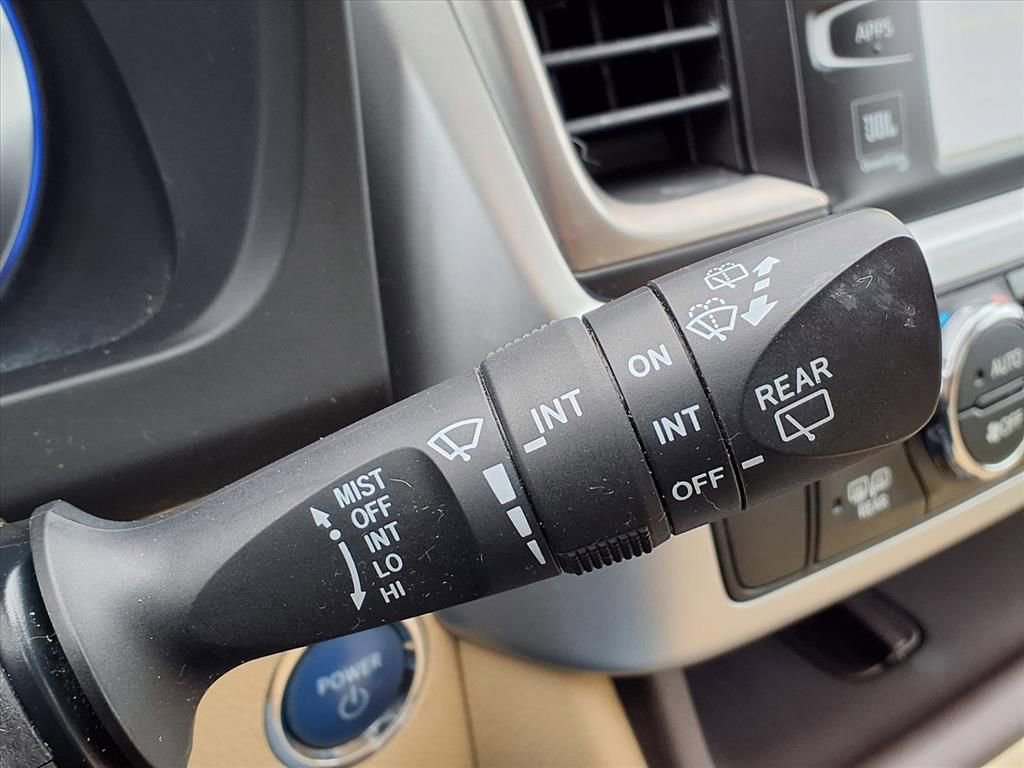 APPS
JBL
ON
INT
INT
OFF
REAR
MIST
OFF
INT
LO
HI
AUTO
OFF
REAR
POWER